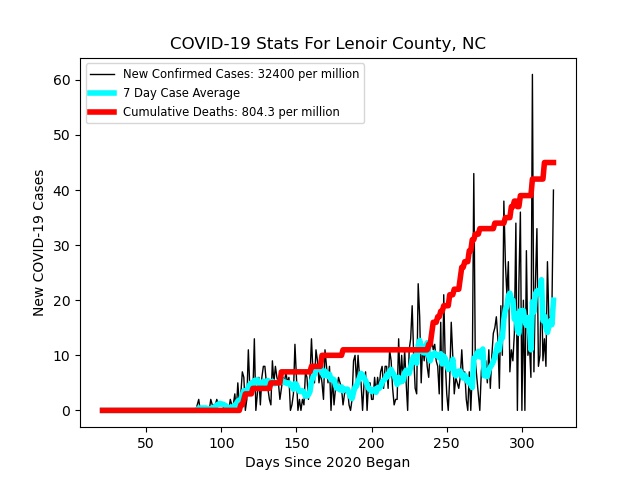 COVID-19 Stats For Lenoir County, NC
New Confirmed Cases: 32400 per million
7 Day Case Average
Cumulative Deaths: 804.3 per million
60
50
40
30
20
10
0
New COVID-19 Cases
50 100 150 200 250 300
Days Since 2020 Began